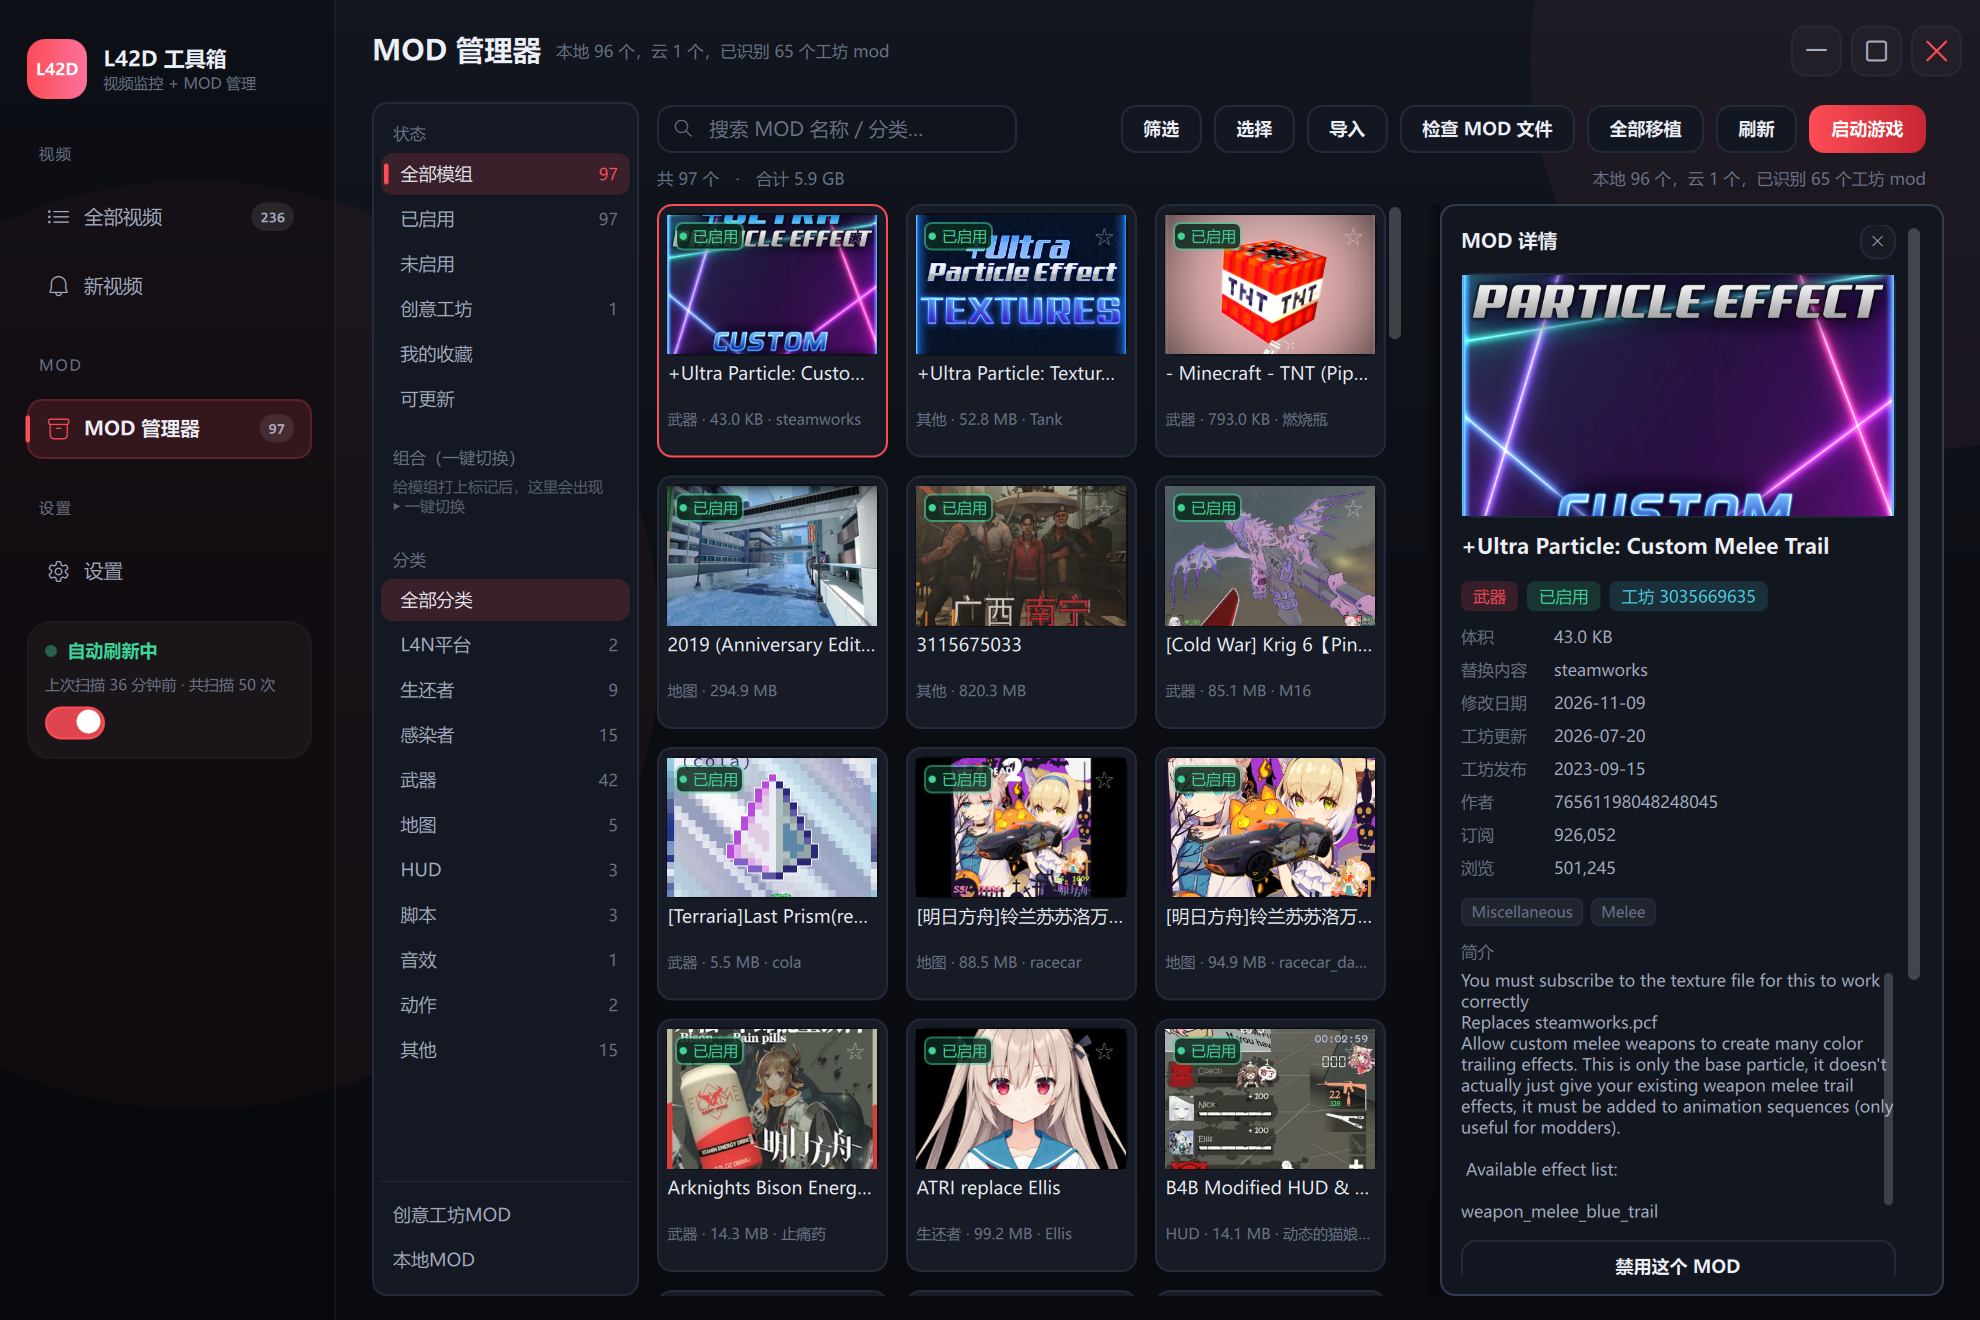 L42D
L42D 工具箱
视频监控 + MOD 管理
视频
全部视频
236
新视频
MOD
MOD 管理器
97
设置
设置
自动刷新中
上次扫描 36 分钟前 · 共扫描 50 次
MOD 管理器
本地 96 个，云 1 个，已识别 65 个工坊 mod
状态
全部模组
97
已启用
97
未启用
创意工坊
1
我的收藏
可更新
组合（一键切换）
给模组打上标记后，这里会出现
一键切换
分类
全部分类
L4N平台
2
生还者
9
感染者
15
武器
42
地图
5
HUD
3
脚本
3
音效
1
动作
2
其他
15
创意工坊MOD
本地MOD
搜索 MOD 名称 / 分类...
筛选
选择
导入
检查 MOD 文件
全部移植
刷新
启动游戏
共 97 个 · 合计 5.9 GB
本地 96 个，云 1 个，已识别 65 个工坊 mod
已启用
CUSTOM
+Ultra Particle: Custo...
武器 · 43.0 KB · steamworks
已启用
+Ultra
Particle Effect
TEXTURES
+Ultra Particle: Textur...
其他 · 52.8 MB · Tank
已启用
TNT TNT
- Minecraft - TNT (Pip...
武器 · 793.0 KB · 燃烧瓶
已启用
2019 (Anniversary Edit...
地图 · 294.9 MB
已启用
广西 南宁
3115675033
其他 · 820.3 MB
已启用
[Cold War] Krig 6【Pin...
武器 · 85.1 MB · M16
(cola)
已启用
[Terraria]Last Prism(re...
武器 · 5.5 MB · cola
已启用
[明日方舟]铃兰苏苏洛万...
地图 · 88.5 MB · racecar
已启用
[明日方舟]铃兰苏苏洛万...
地图 · 94.9 MB · racecar_da...
Bison Pain pills
已启用
明日方舟
Arknights Bison Energ...
武器 · 14.3 MB · 止痛药
已启用
ATRI replace Ellis
生还者 · 99.2 MB · Ellis
已启用
00:02:59
Coach
Nick
+200
Ellis
+200
22
328
B4B Modified HUD & ...
HUD · 14.1 MB · 动态的猫娘...
MOD 详情
PARTICLE EFFECT
CUSTOM
+Ultra Particle: Custom Melee Trail
武器
已启用
工坊 3035669635
体积 43.0 KB
替换内容 steamworks
修改日期 2026-11-09
工坊更新 2026-07-20
工坊发布 2023-09-15
作者 76561198048248045
订阅 926,052
浏览 501,245
Miscellaneous
Melee
简介
You must subscribe to the texture file for this to work
correctly
Replaces steamworks.pcf
Allow custom melee weapons to create many color
trailing effects. This is only the base particle, it doesn't
actually just give your existing weapon melee trail
effects, it must be added to animation sequences (only
useful for modders).
Available effect list:
weapon_melee_blue_trail
禁用这个 MOD